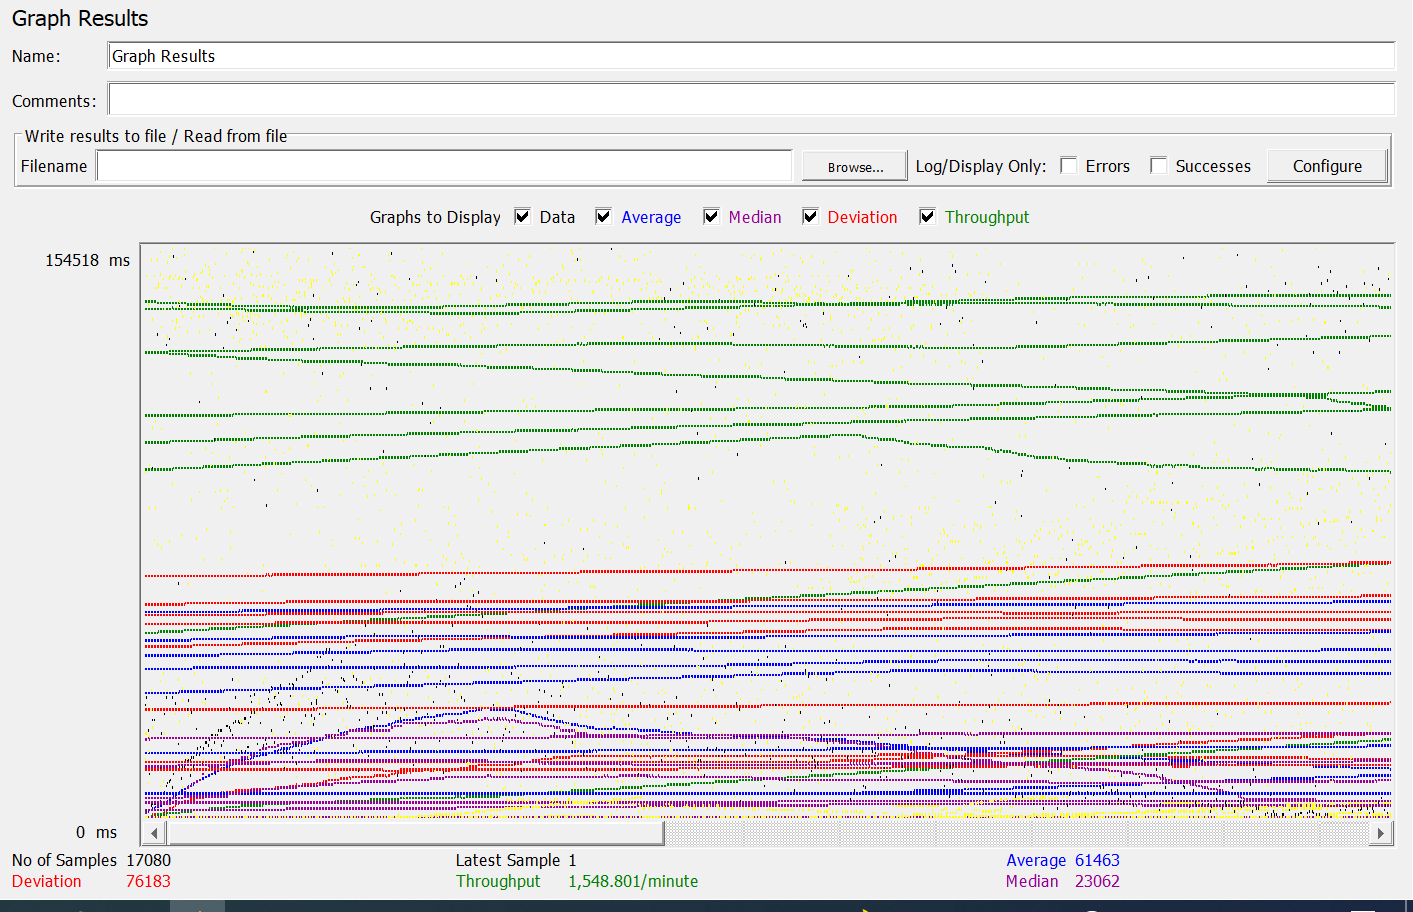 Graph Results
Name: Graph Results
Comments:
Write results to file / Read from file
Filename Browse... Log/Display Only: Errors Successes Configure
Graphs to Display Data Average Median Deviation Throughput
154518 ms
0 ms
No of Samples 17080 Latest Sample 1 Average 61463
Deviation 76183 Throughput 1,548.801/minute Median 23062